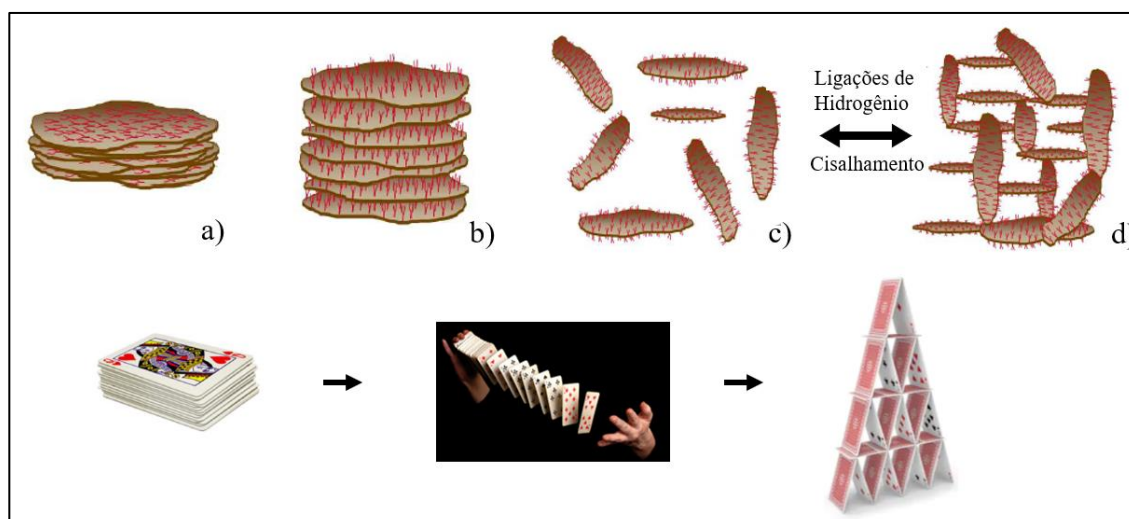 Ligações de
Hidrogênio
Cisalhamento
a)
b)
c)
d)